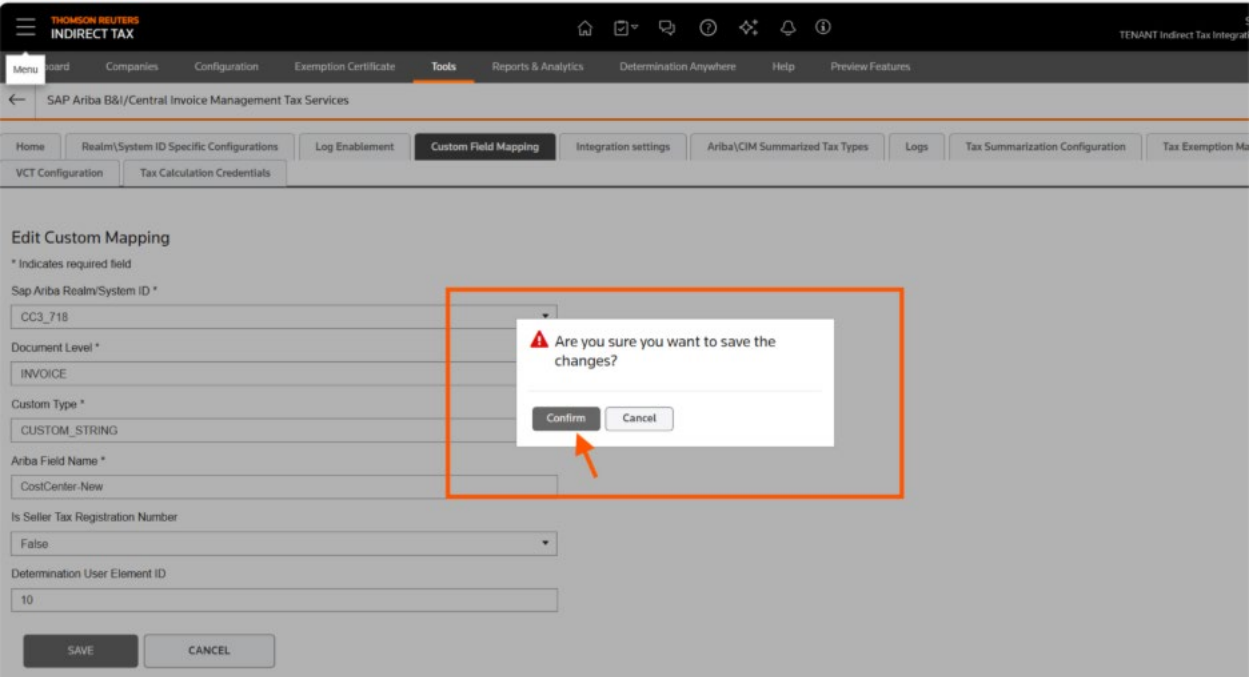 THOMSON REUTERS
INDIRECT TAX
TENANT Indirect Tax
Menu
Companies Configuration Exemption Certificate Tools Reports & Analytics Determination Anywhere Help Preview Features
SAP Ariba B&I/Central Invoice Management Tax Services
Home Realm\System ID Specific Configurations Log Enablement Custom Field Mapping Integration settings Ariba\CIM Summarized Tax Types Logs Tax Summarization Configuration Tax Exemption Ma
VCT Configuration Tax Calculation Credentials
Edit Custom Mapping
* Indicates required field
Sap Ariba Realm/System ID *
CC3_718
Document Level *
INVOICE
Custom Type *
CUSTOM_STRING
Ariba Field Name *
CostCenter-New
Is Seller Tax Registration Number
False
Determination User Element ID
10
SAVE CANCEL
Are you sure you want to save the
changes?
Confirm Cancel